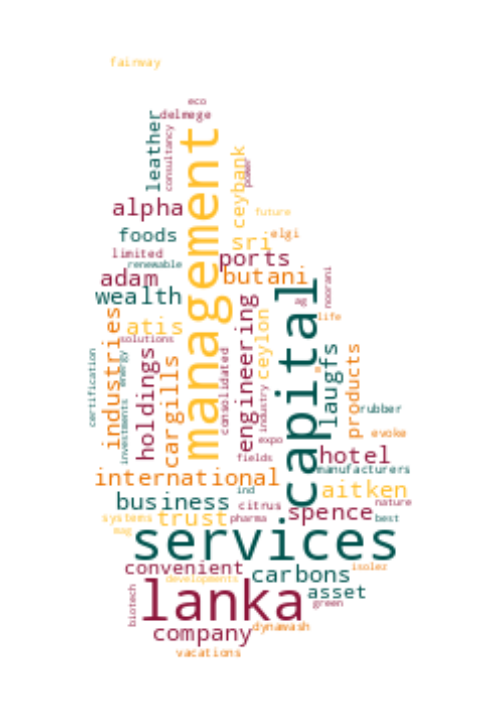 fairway
eco
delmege
leather
consultancy
management
ceybank
power
alpha
future
foods
sri
elgi
limited
renewable
ports
adam
butani
wealth
capital
ag
noorani
industries
atis
engineering
ceylon
life
solutions
certification
energy
holdings
cargills
consolidated
laugfs
products
investments
industry
rubber
expo
evoke
fields
hotel
manufacturers
international
ind
aitken
business
citrus
spence
nature
systems
trust
pharma
best
mag
services
convenient
carbons
isolez
developments
biotech
lanka
asset
green
company
dynawash
vacations